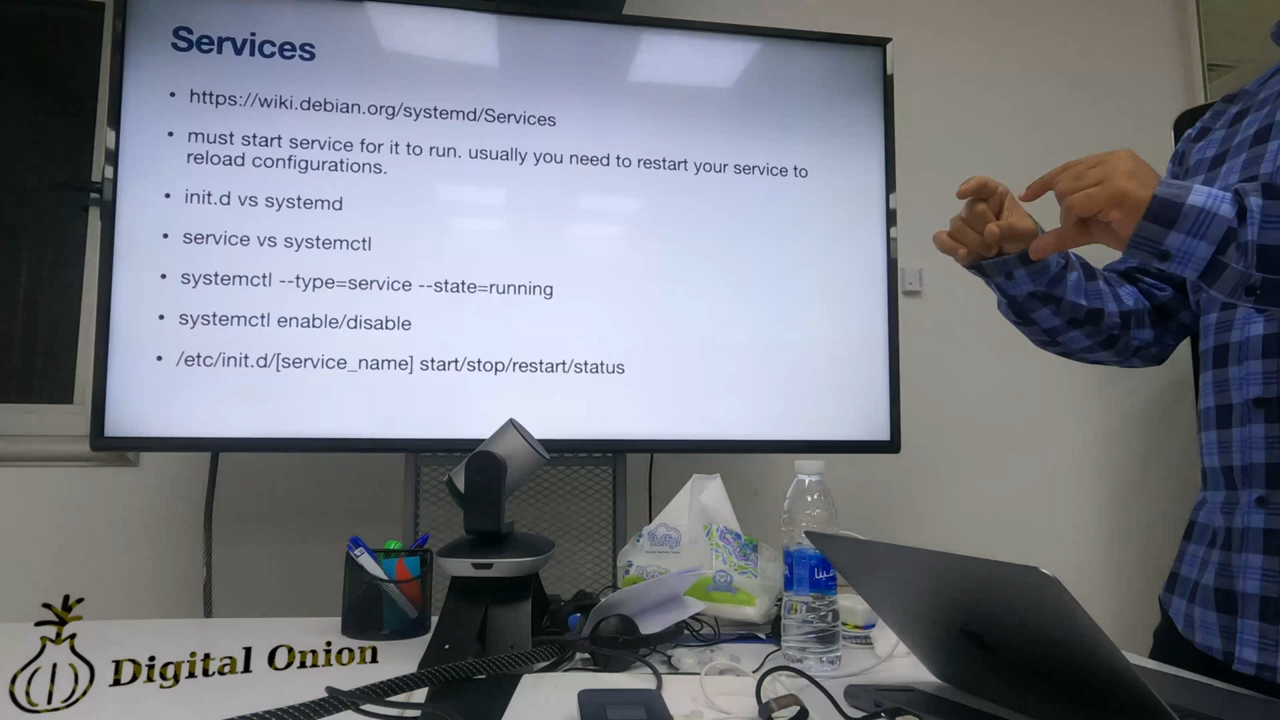 Services
• https://wiki.debian.org/systemd/Services
• must start service for it to run. usually you need to restart your service to
reload configurations.
• init.d vs systemd
• service vs systemctl
• systemctl --type=service --state=running
• systemctl enable/disable
• /etc/init.d/[service_name] start/stop/restart/status
Digital Onion